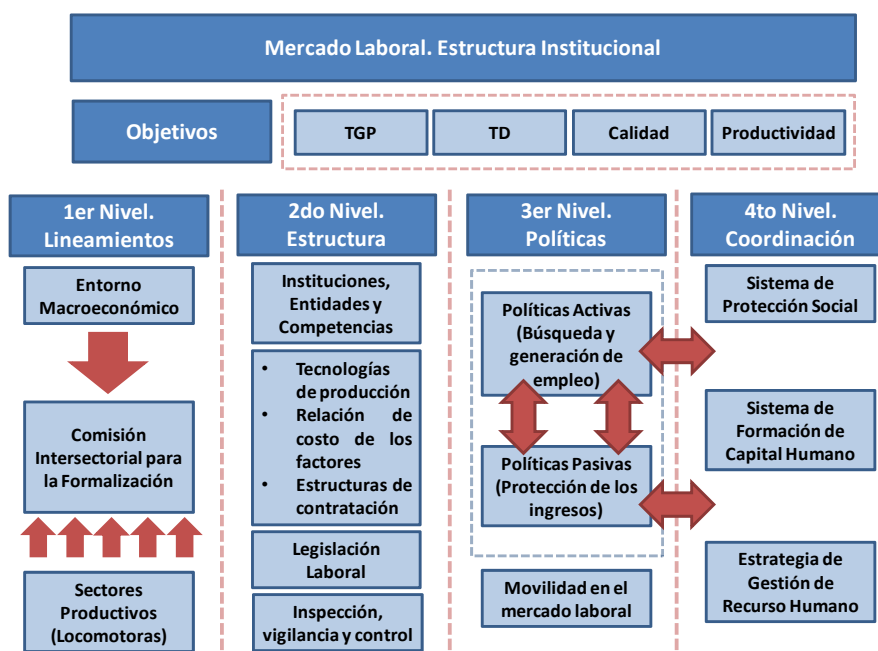 Mercado Laboral. Estructura Institucional
Objetivos
TGP
TD
Calidad
Productividad
1er Nivel.
Lineamientos
Entorno
Macroeconómico
Comisión
Intersectorial para
la Formalización
Sectores
Productivos
(Locomotoras)
2do Nivel.
Estructura
Instituciones,
Entidades y
Competencias
• Tecnologías
de producción
• Relación de
costo de los
factores
• Estructuras de
contratación
Legislación
Laboral
Inspección,
vigilancia y control
3er Nivel.
Políticas
Políticas Activas
(Búsqueda y
generación de
empleo)
Políticas Pasivas
(Protección de los
ingresos)
Movilidad en el
mercado laboral
4to Nivel.
Coordinación
Sistema de
Protección Social
Sistema de
Formación de
Capital Humano
Estrategia de
Gestión de
Recurso Humano